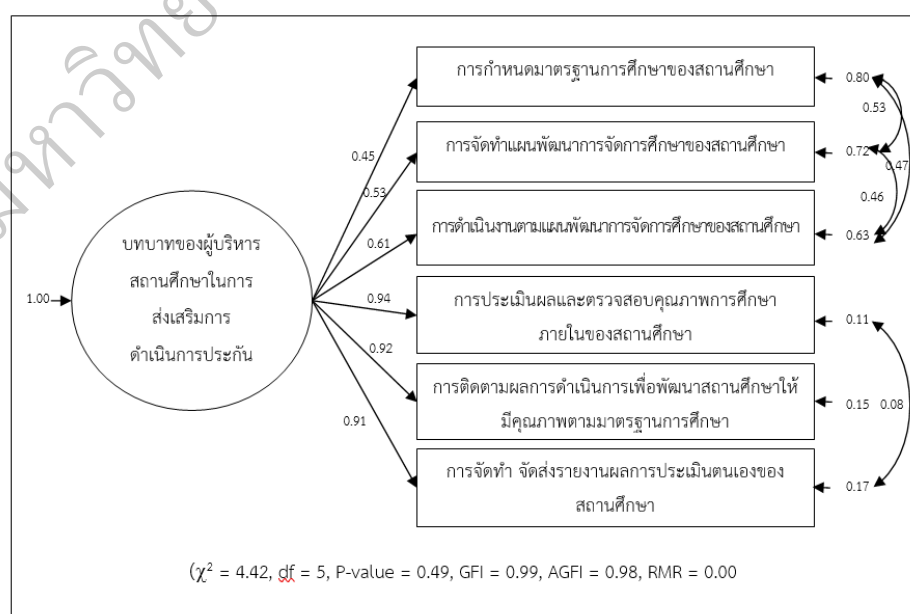 มหาวิทย
การกำหนดมาตรฐานการศึกษาของสถานศึกษา
0.80
0.53
0.45
การจัดทำแผนพัฒนาการจัดการศึกษาของสถานศึกษา
0.72
0.47
0.53
0.46
การดำเนินงานตามแผนพัฒนาการจัดการศึกษาของสถานศึกษา
0.61
0.63
บทบาทของผู้บริหาร
สถานศึกษาในการ
ส่งเสริมการ
ดำเนินการประกัน
1.00
0.94
การประเมินผลและตรวจสอบคุณภาพการศึกษา
ภายในของสถานศึกษา
0.11
0.92
การติดตามผลการดำเนินการเพื่อพัฒนาสถานศึกษาให้
มีคุณภาพตามมาตรฐานการศึกษา
0.15 0.08
0.91
การจัดทำ จัดส่งรายงานผลการประเมินตนเองของ
สถานศึกษา
0.17
(χ² = 4.42, df = 5, P-value = 0.49, GFI = 0.99, AGFI = 0.98, RMR = 0.00